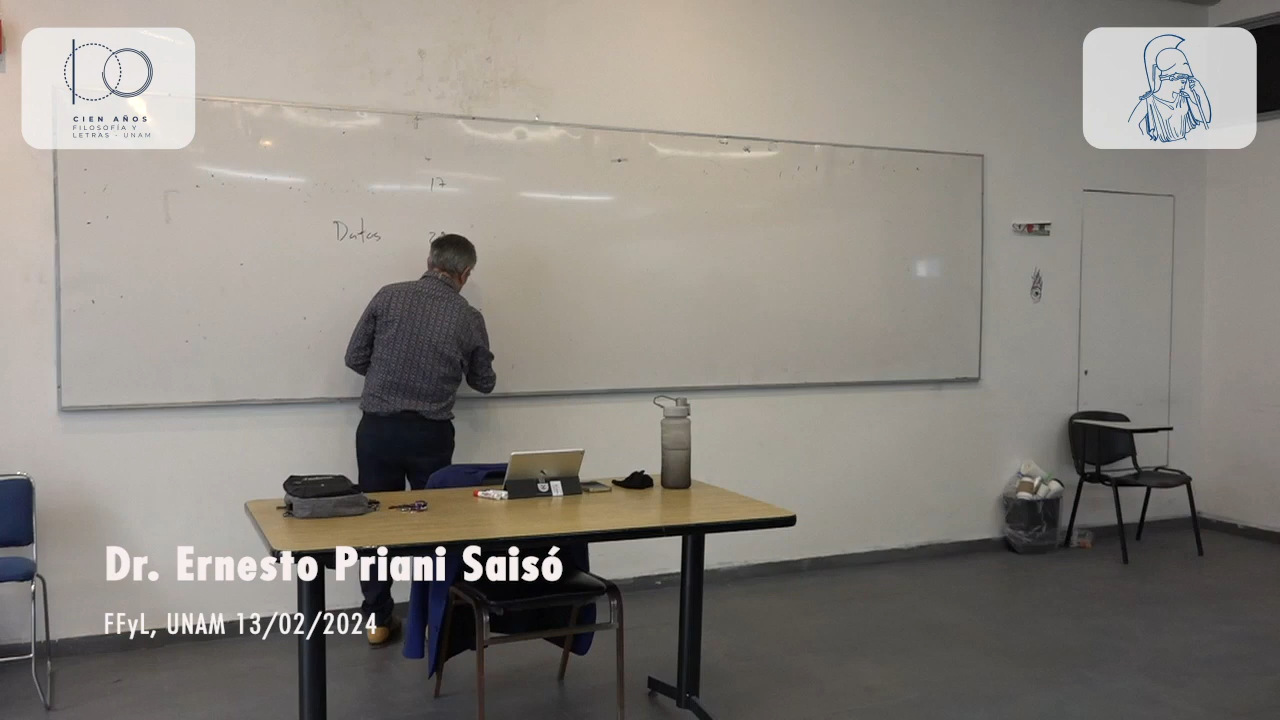 CIEN AÑOS
FILOSOFÍA Y
LETRAS - UNAM
17
Datos
Dr. Ernesto Priani Saisó
FFyL, UNAM 13/02/2024